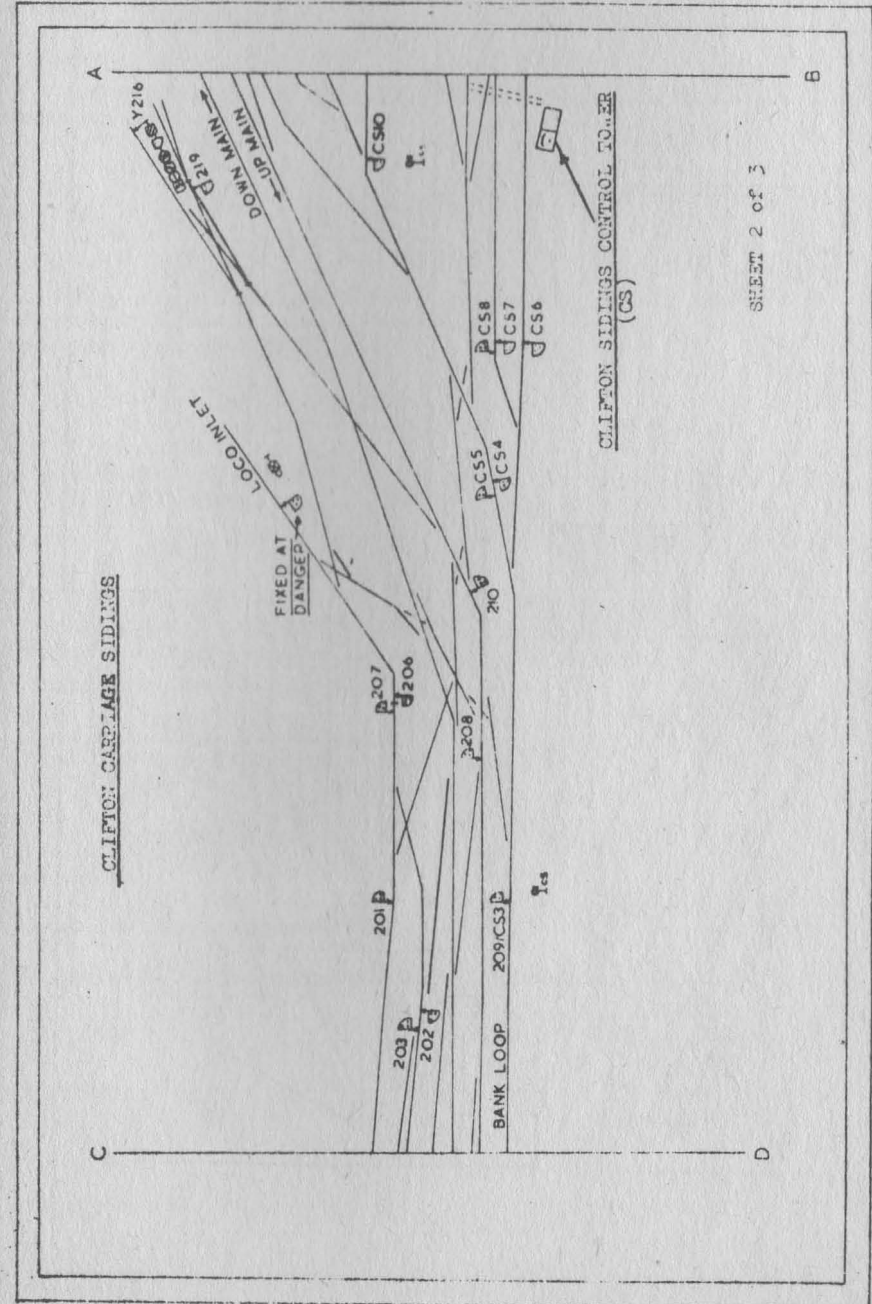 CLIFTON CARRIAGE SIDINGS
A
B
C
D
Y216
219
DOWN MAIN
UP MAIN
LOCO INLET
FIXED AT
DANGER
CS10
CS8
CS7
CS6
CS5
CS4
207
206
210
208
201
203
202
209/CS3
cs
BANK LOOP
CLIFTON SIDINGS CONTROL TOWER
(CS)
SHEET 2 of 3